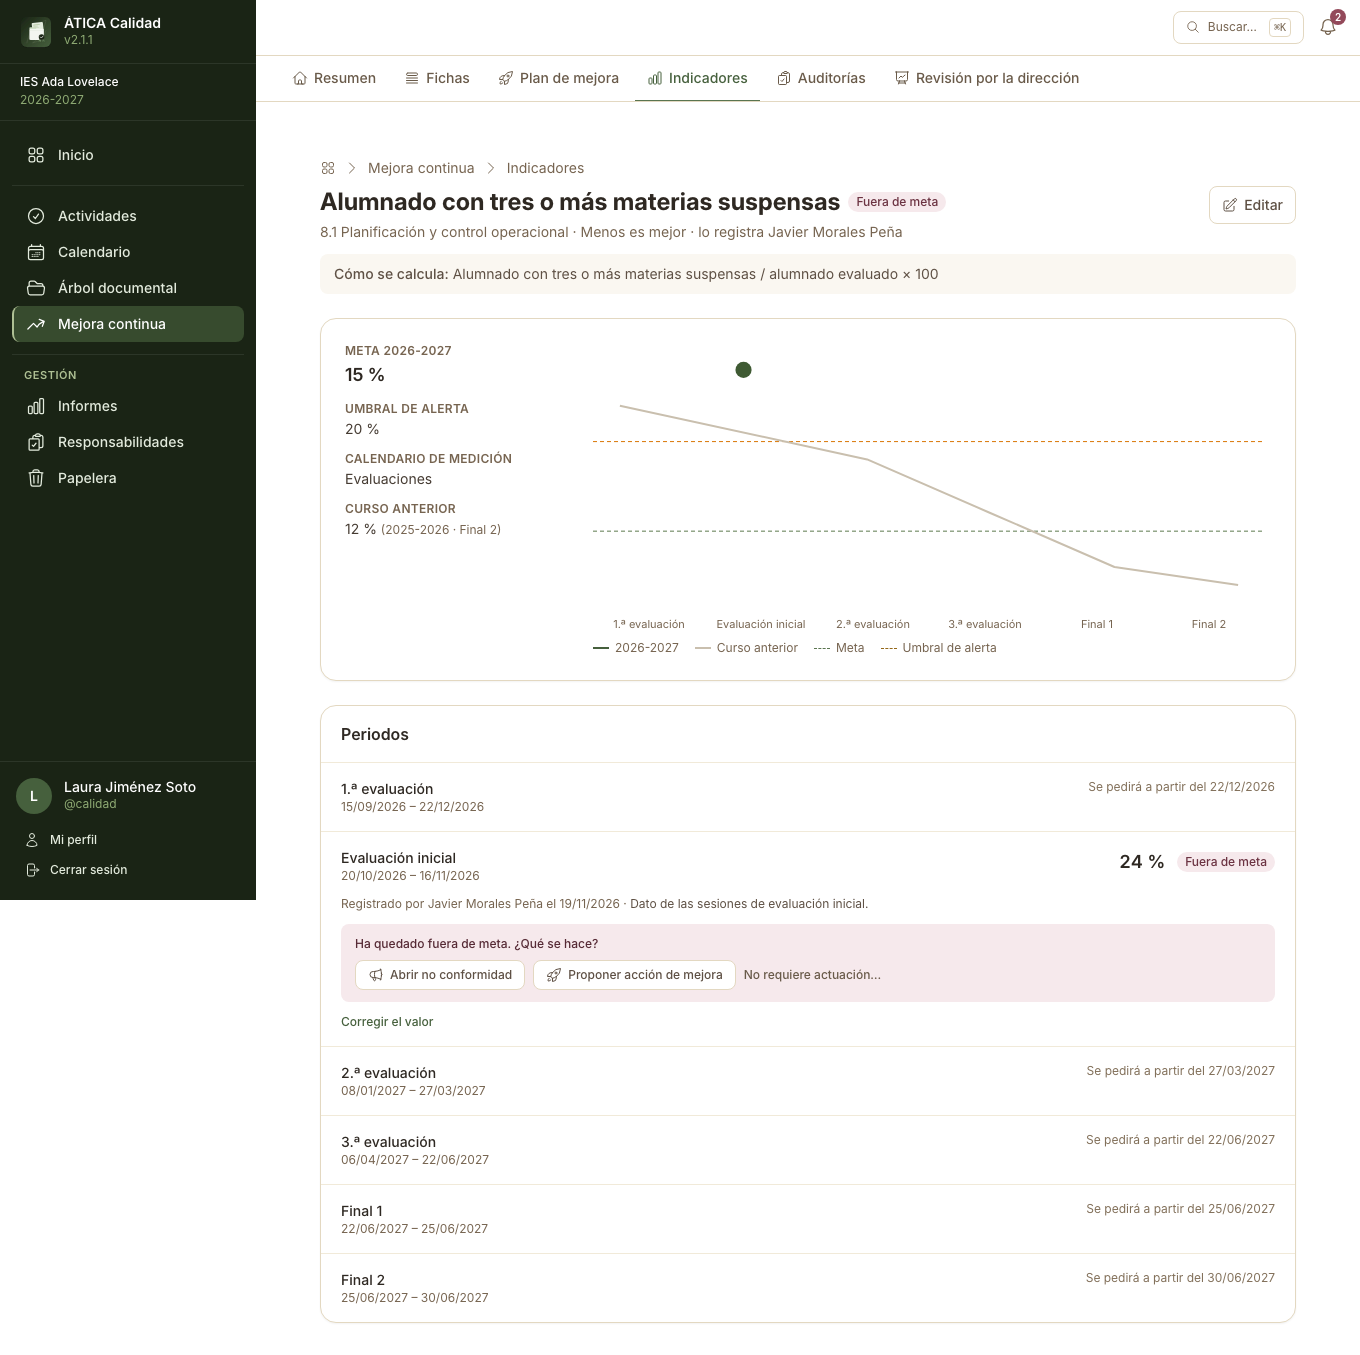 ÁTICA Calidad
v2.1.1
IES Ada Lovelace
2026-2027
Inicio
Actividades
Calendario
Árbol documental
Mejora continua
GESTIÓN
Informes
Responsabilidades
Papelera
L
Laura Jiménez Soto
@calidad
Mi perfil
Cerrar sesión
Buscar... ⌘K
2
Resumen Fichas Plan de mejora Indicadores Auditorías Revisión por la dirección
Mejora continua Indicadores
Alumnado con tres o más materias suspensas Fuera de meta
Editar
8.1 Planificación y control operacional · Menos es mejor · lo registra Javier Morales Peña
Cómo se calcula: Alumnado con tres o más materias suspensas / alumnado evaluado × 100
META 2026-2027
15 %
UMBRAL DE ALERTA
20 %
CALENDARIO DE MEDICIÓN
Evaluaciones
CURSO ANTERIOR
12 % (2025-2026 · Final 2)
1.ª evaluación Evaluación inicial 2.ª evaluación 3.ª evaluación Final 1 Final 2
2026-2027 Curso anterior Meta Umbral de alerta
Periodos
1.ª evaluación
15/09/2026 – 22/12/2026
Se pedirá a partir del 22/12/2026
Evaluación inicial
20/10/2026 – 16/11/2026
24 % Fuera de meta
Registrado por Javier Morales Peña el 19/11/2026 · Dato de las sesiones de evaluación inicial.
Ha quedado fuera de meta. ¿Qué se hace?
Abrir no conformidad Proponer acción de mejora No requiere actuación...
Corregir el valor
2.ª evaluación
08/01/2027 – 27/03/2027
Se pedirá a partir del 27/03/2027
3.ª evaluación
06/04/2027 – 22/06/2027
Se pedirá a partir del 22/06/2027
Final 1
22/06/2027 – 25/06/2027
Se pedirá a partir del 25/06/2027
Final 2
25/06/2027 – 30/06/2027
Se pedirá a partir del 30/06/2027